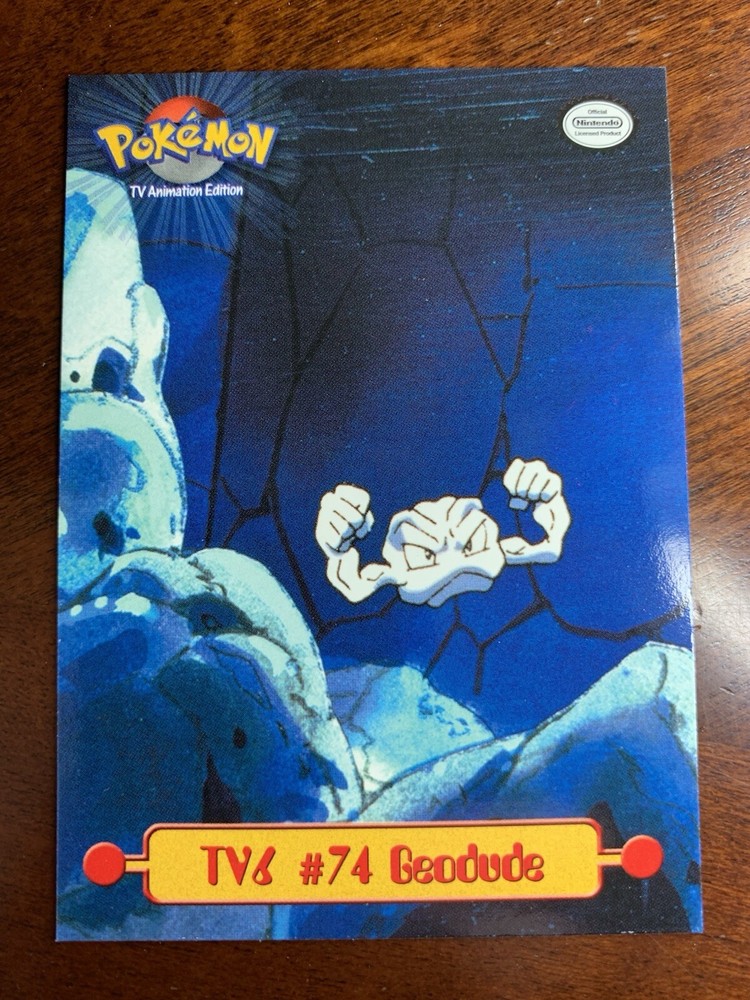 POKéMON
TV Animation Edition
Official
Nintendo
Licensed Product
TV6 #74 Geodude